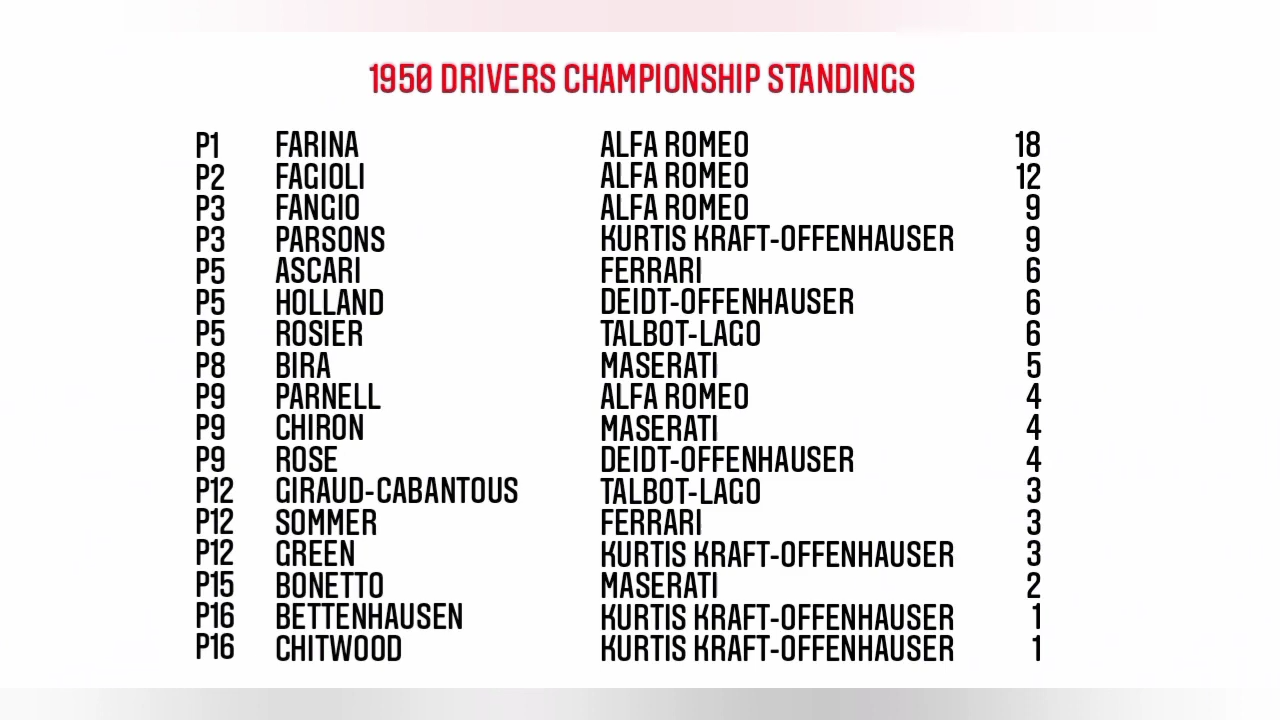 1950 DRIVERS CHAMPIONSHIP STANDINGS
P1 FARINA ALFA ROMEO 18
P2 FAGIOLI ALFA ROMEO 12
P3 FANGIO ALFA ROMEO 9
P3 PARSONS KURTIS KRAFT-OFFENHAUSER 9
P5 ASCARI FERRARI 6
P5 HOLLAND DEIDT-OFFENHAUSER 6
P5 ROSIER TALBOT-LAGO 6
P8 BIRA MASERATI 5
P9 PARNELL ALFA ROMEO 4
P9 CHIRON MASERATI 4
P9 ROSE DEIDT-OFFENHAUSER 4
P12 GIRAUD-CABANTOUS TALBOT-LAGO 3
P12 SOMMER FERRARI 3
P12 GREEN KURTIS KRAFT-OFFENHAUSER 3
P15 BONETTO MASERATI 2
P16 BETTENHAUSEN KURTIS KRAFT-OFFENHAUSER 1
P16 CHITWOOD KURTIS KRAFT-OFFENHAUSER 1